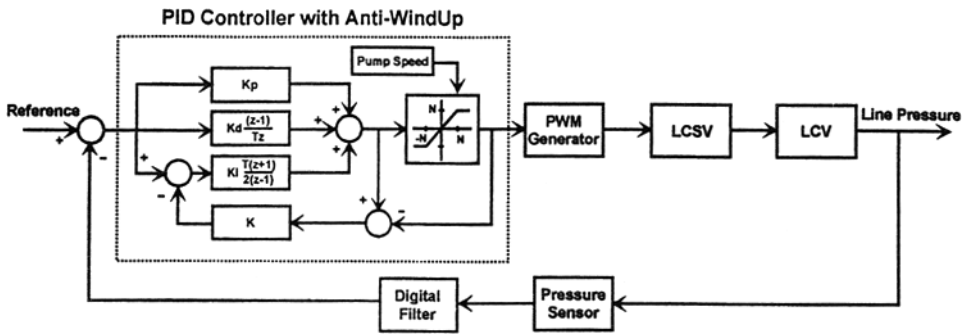 PID Controller with Anti-WindUp
Pump Speed
Kp
Reference
+
-
Kd (z-1)
Tz
+
+
+
N
-N
N
PWM
Generator
LCSV
LCV
Line Pressure
+
-
Ki T(z+1)
2(z-1)
K
+
-
Digital
Filter
Pressure
Sensor